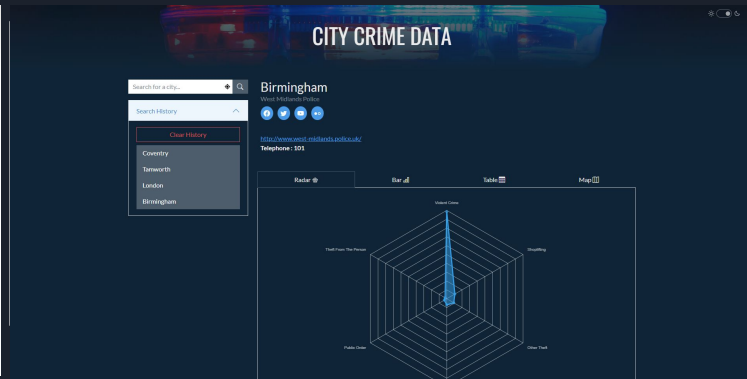 CITY CRIME DATA
Search for a city...
Search History
Clear History
Coventry
Tamworth
London
Birmingham
Birmingham
West Midlands Police
http://www.west-midlands.police.uk/
Telephone : 101
Radar
Bar
Table
Map
Violent Crime
Theft From The Person
Shoplifting
Public Order
Other Theft